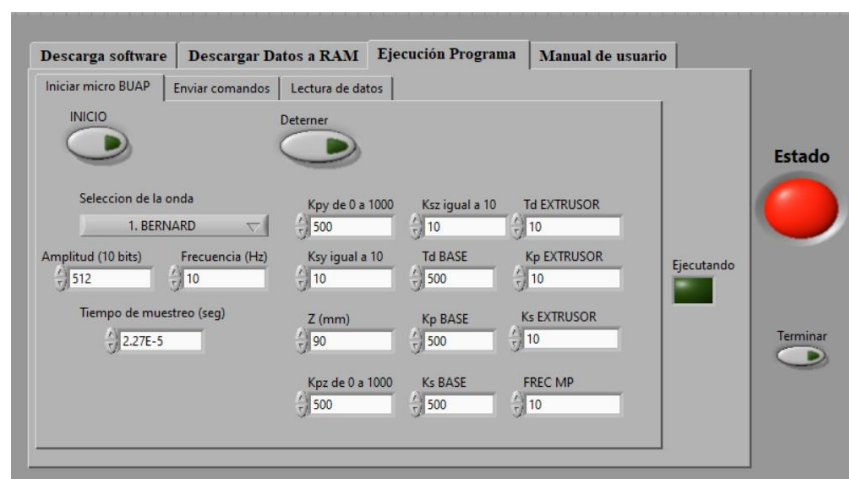 Descarga software
Descargar Datos a RAM
Ejecución Programa
Manual de usuario
Iniciar micro BUAP
Enviar comandos
Lectura de datos
INICIO
Deterner
Estado
Seleccion de la onda
1. BERNARD
Kpy de 0 a 1000
500
Ksz igual a 10
10
Td EXTRUSOR
10
Amplitud (10 bits)
512
Frecuencia (Hz)
10
Ksy igual a 10
10
Td BASE
500
Kp EXTRUSOR
10
Ejecutando
Tiempo de muestreo (seg)
2.27E-5
Z (mm)
90
Kp BASE
500
Ks EXTRUSOR
10
Terminar
Kpz de 0 a 1000
500
Ks BASE
500
FREC MP
10